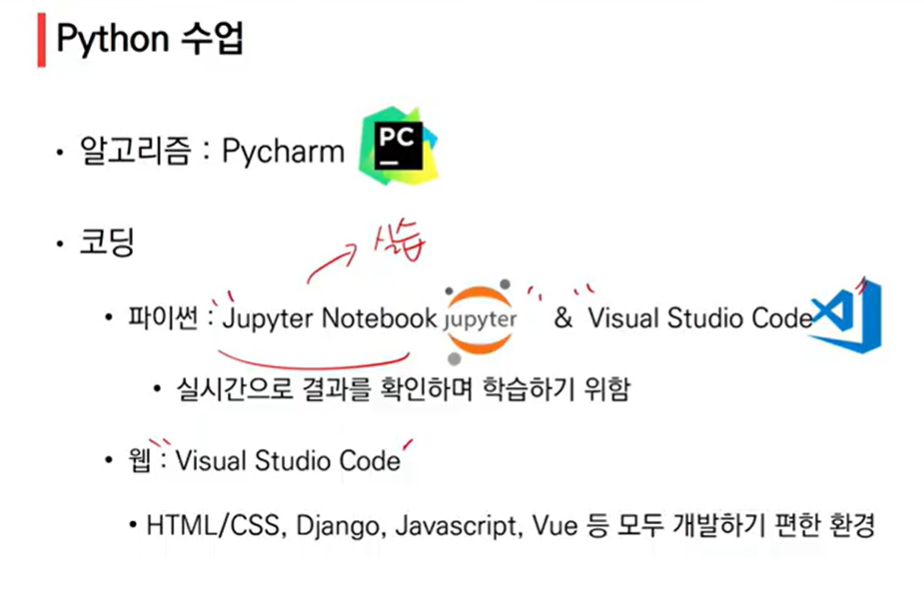 Python 수업
• 알고리즘 : Pycharm PC
• 코딩
실습
• 파이썬 : "Jupyter Notebook jupyter" & "Visual Studio Code"
• 실시간으로 결과를 확인하며 학습하기 위함
• 웹 : "Visual Studio Code"
• HTML/CSS, Django, Javascript, Vue 등 모두 개발하기 편한 환경